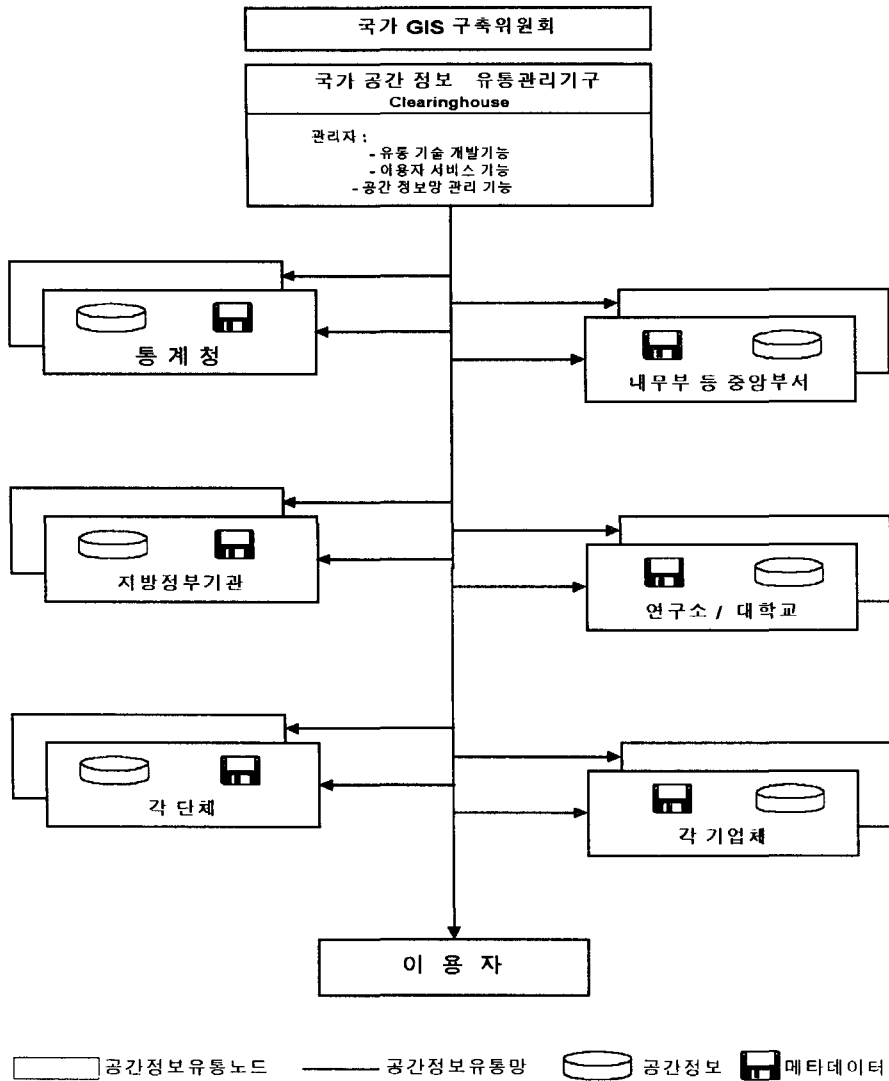 국가 GIS 구축위원회
국가 공간 정보 유통관리기구
Clearinghouse
관리자 :
- 유통 기술 개발기능
- 이용자 서비스 기능
- 공간 정보망 관리 기능
통 계 청
내무부 등 중앙부서
지방정부기관
연구소 / 대학교
각 단체
각 기업체
이 용 자
공간정보유통노드
공간정보유통망
공간정보
메타데이터